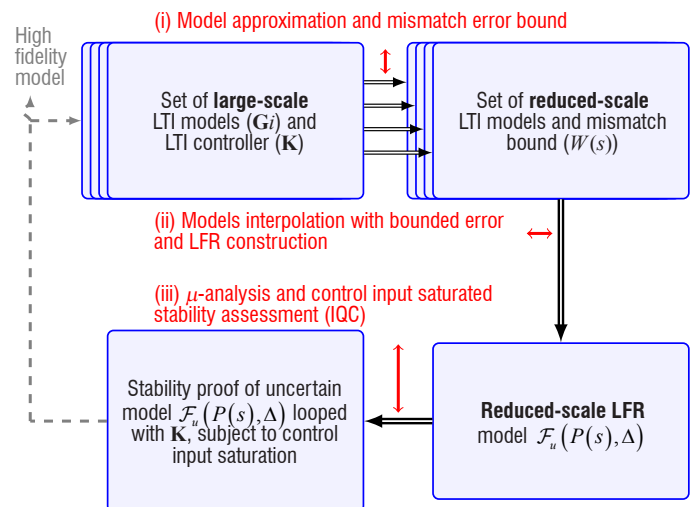 (i) Model approximation and mismatch error bound
High
fidelity
model
Set of large-scale
LTI models (Gi) and
LTI controller (K)
Set of reduced-scale
LTI models and mismatch
bound (W(s))
(ii) Models interpolation with bounded error
and LFR construction
(iii) μ-analysis and control input saturated
stability assessment (IQC)
Stability proof of uncertain
model ℱu(P(s),Δ) looped
with K, subject to control
input saturation
Reduced-scale LFR
model ℱu(P(s),Δ)